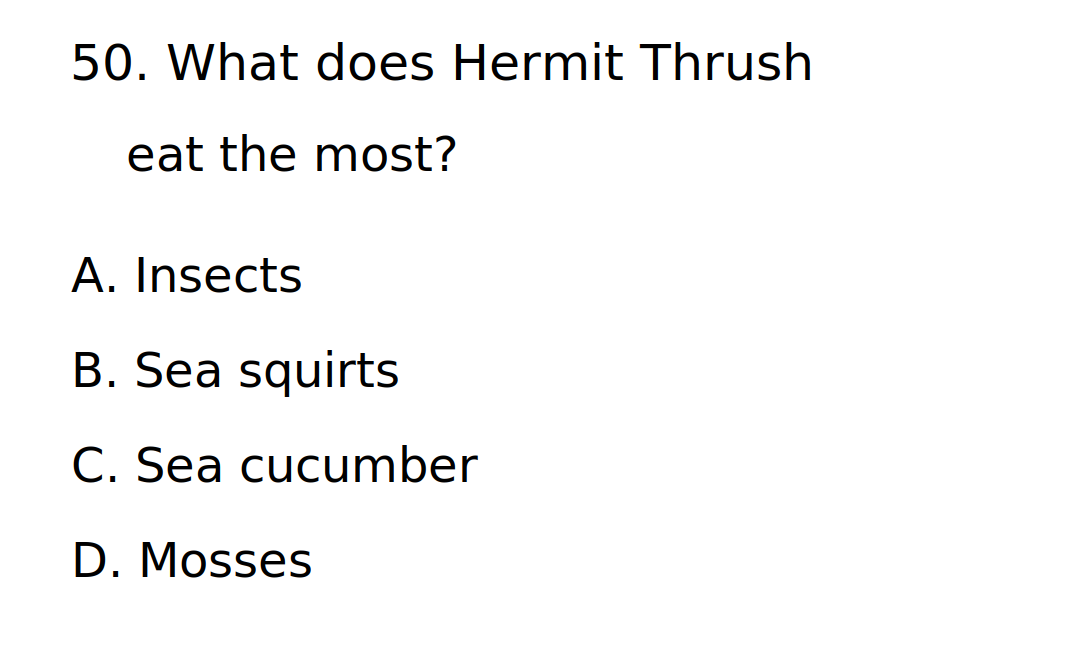 50. What does Hermit Thrush
eat the most?
A. Insects
B. Sea squirts
C. Sea cucumber
D. Mosses